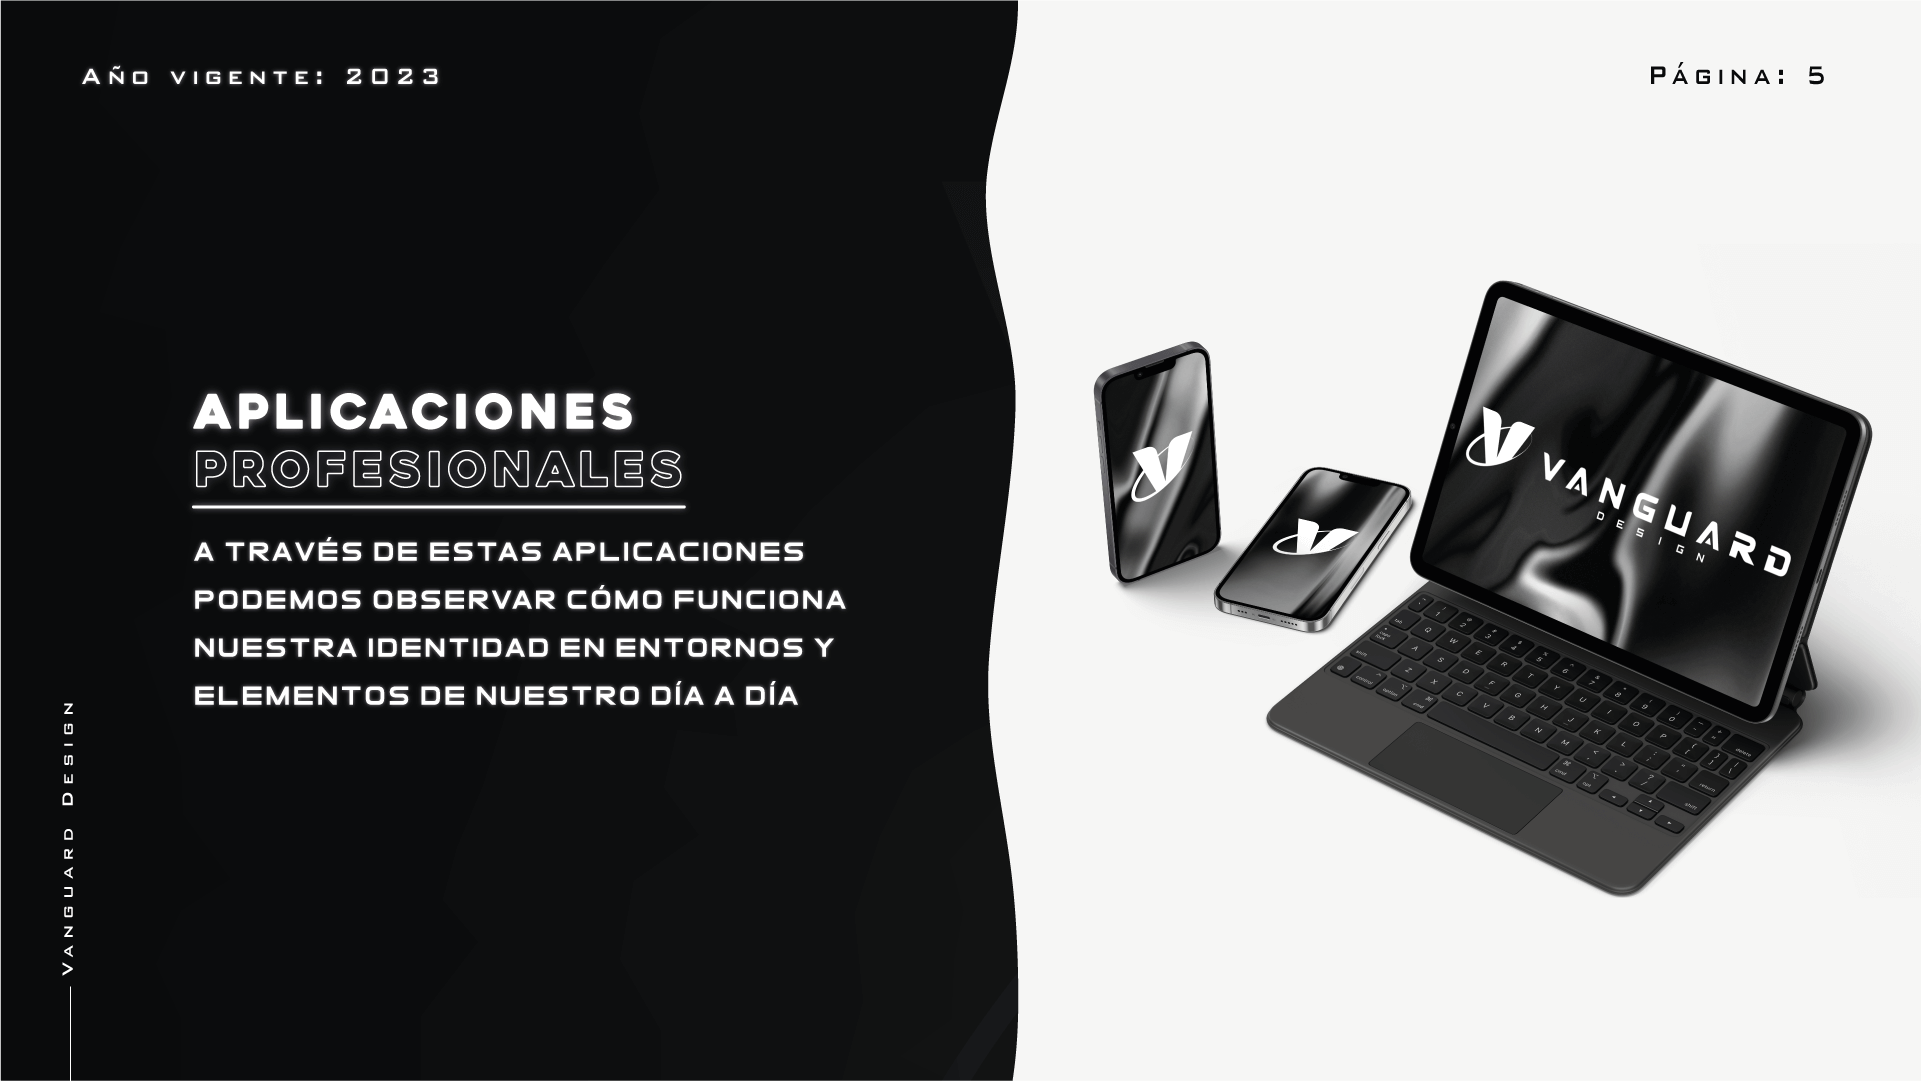 Año vigente: 2023
Página: 5
APLICACIONES
PROFESIONALES
A TRAVÉS DE ESTAS APLICACIONES
PODEMOS OBSERVAR CÓMO FUNCIONA
NUESTRA IDENTIDAD EN ENTORNOS Y
ELEMENTOS DE NUESTRO DÍA A DÍA
Vanguard Design
VANGUARD
DESIGN